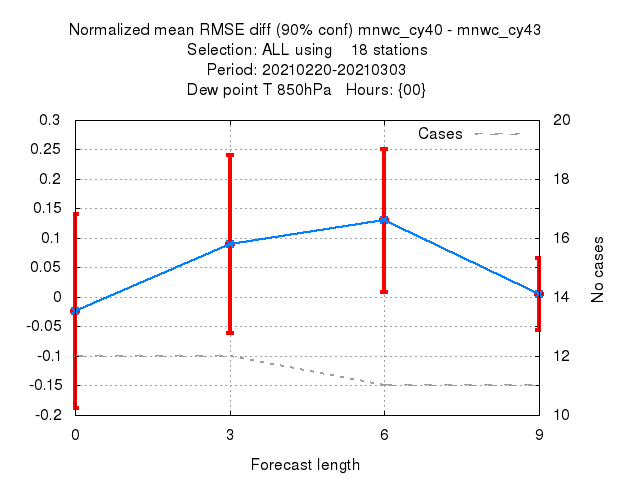 Normalized mean RMSE diff (90% conf) mnwc_cy40 - mnwc_cy43
Selection: ALL using    18 stations
Period: 20210220-20210303
Dew point T 850hPa   Hours: {00}
Cases
0.3
0.25
0.2
0.15
0.1
0.05
0
-0.05
-0.1
-0.15
-0.2
20
18
16
14
12
10
No cases
0 3 6 9
Forecast length